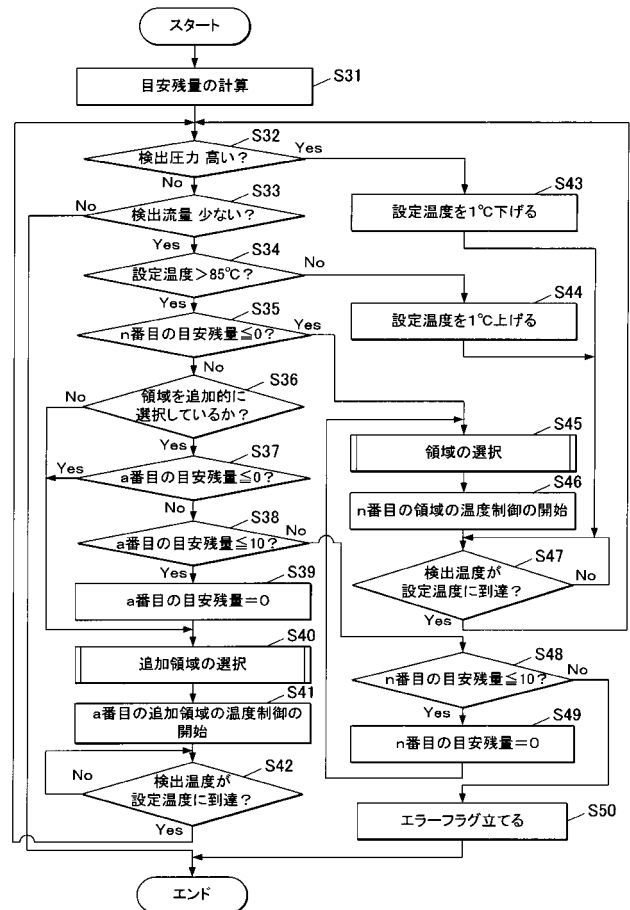 スタート
目安残量の計算
S31
検出圧力 高い？
S32
Yes
No
検出流量 少ない？
S33
No
Yes
設定温度を1℃下げる
S43
設定温度＞85℃？
S34
No
Yes
設定温度を1℃上げる
S44
n番目の目安残量≦0？
S35
Yes
No
領域を追加的に
選択しているか？
S36
No
Yes
領域の選択
S45
a番目の目安残量≦0？
S37
Yes
No
n番目の領域の温度制御の開始
S46
a番目の目安残量≦10？
S38
No
Yes
検出温度が
設定温度に到達？
S47
No
Yes
a番目の目安残量＝0
S39
追加領域の選択
S40
n番目の目安残量≦10？
S48
No
Yes
a番目の追加領域の温度制御の
開始
S41
n番目の目安残量＝0
S49
検出温度が
設定温度に到達？
S42
No
Yes
エラーフラグ立てる
S50
エンド